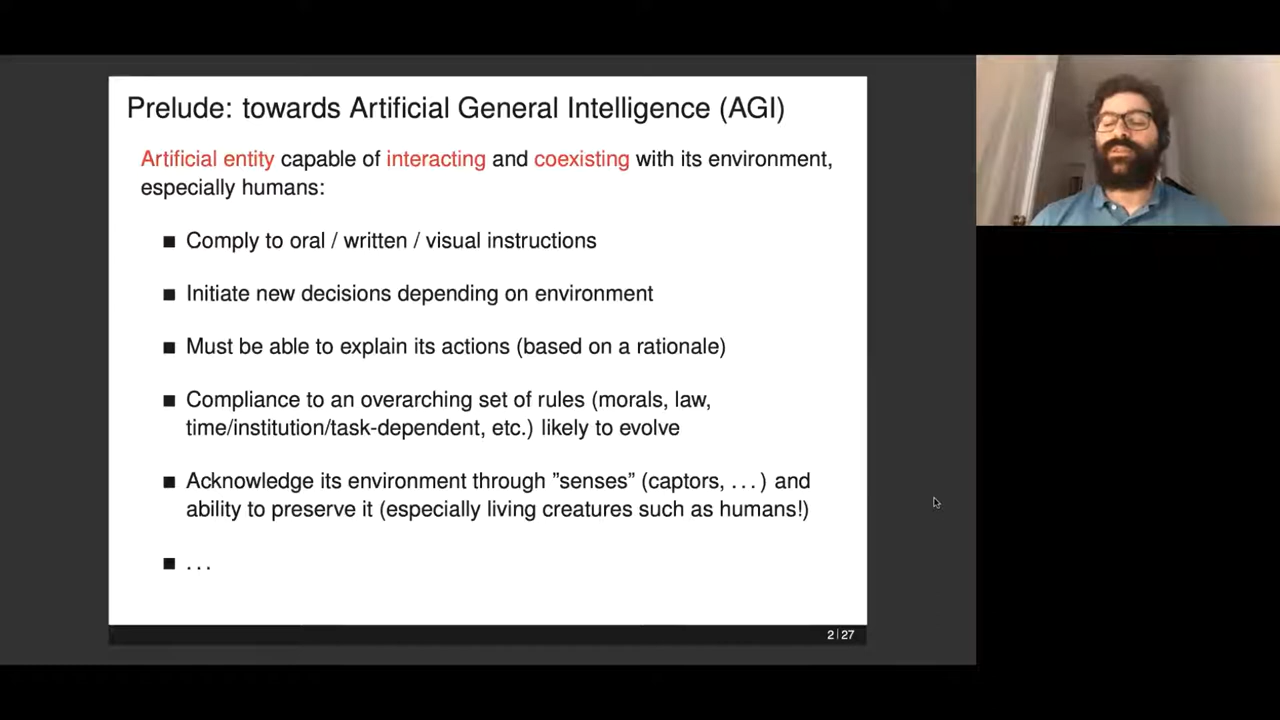 Prelude: towards Artificial General Intelligence (AGI)
Artificial entity capable of interacting and coexisting with its environment,
especially humans:
■ Comply to oral / written / visual instructions
■ Initiate new decisions depending on environment
■ Must be able to explain its actions (based on a rationale)
■ Compliance to an overarching set of rules (morals, law,
time/institution/task-dependent, etc.) likely to evolve
■ Acknowledge its environment through ”senses” (captors, . . . ) and
ability to preserve it (especially living creatures such as humans!)
■ . . .
2 | 27